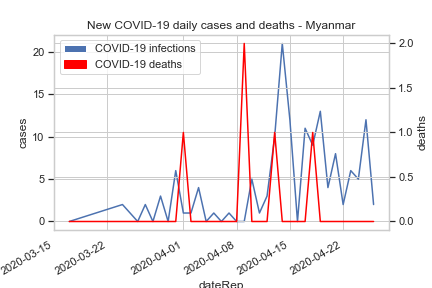 New COVID-19 daily cases and deaths - Myanmar
COVID-19 infections
COVID-19 deaths
20
15
10
5
0
cases
2.0
1.5
1.0
0.5
0.0
deaths
2020-03-15
2020-03-22
2020-04-01
2020-04-08
2020-04-15
2020-04-22
dateRep